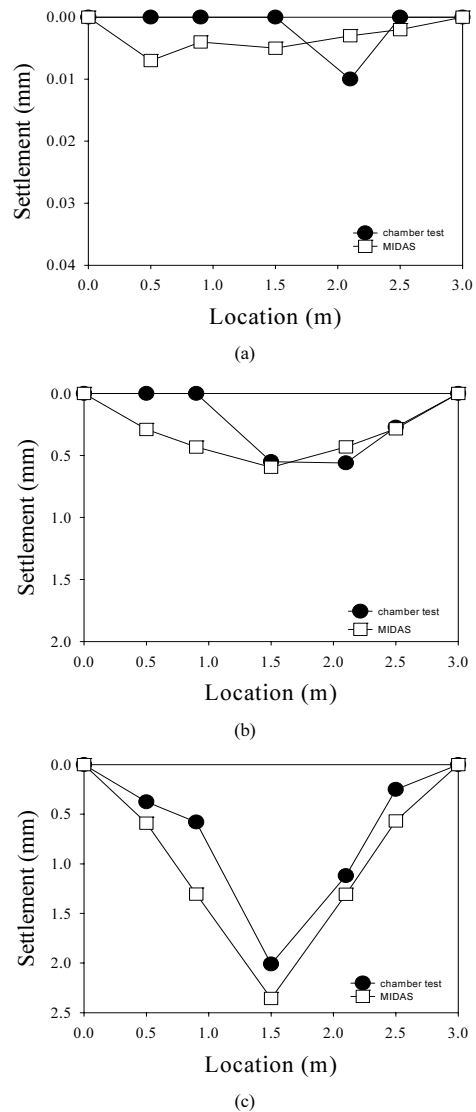 0.00
0.01
0.02
0.03
0.04
Settlement (mm)
chamber test
MIDAS
0.0 0.5 1.0 1.5 2.0 2.5 3.0
Location (m)
(a)
0.0
0.5
1.0
1.5
2.0
Settlement (mm)
chamber test
MIDAS
0.0 0.5 1.0 1.5 2.0 2.5 3.0
Location (m)
(b)
0.0
0.5
1.0
1.5
2.0
2.5
Settlement (mm)
chamber test
MIDAS
0.0 0.5 1.0 1.5 2.0 2.5 3.0
Location (m)
(c)